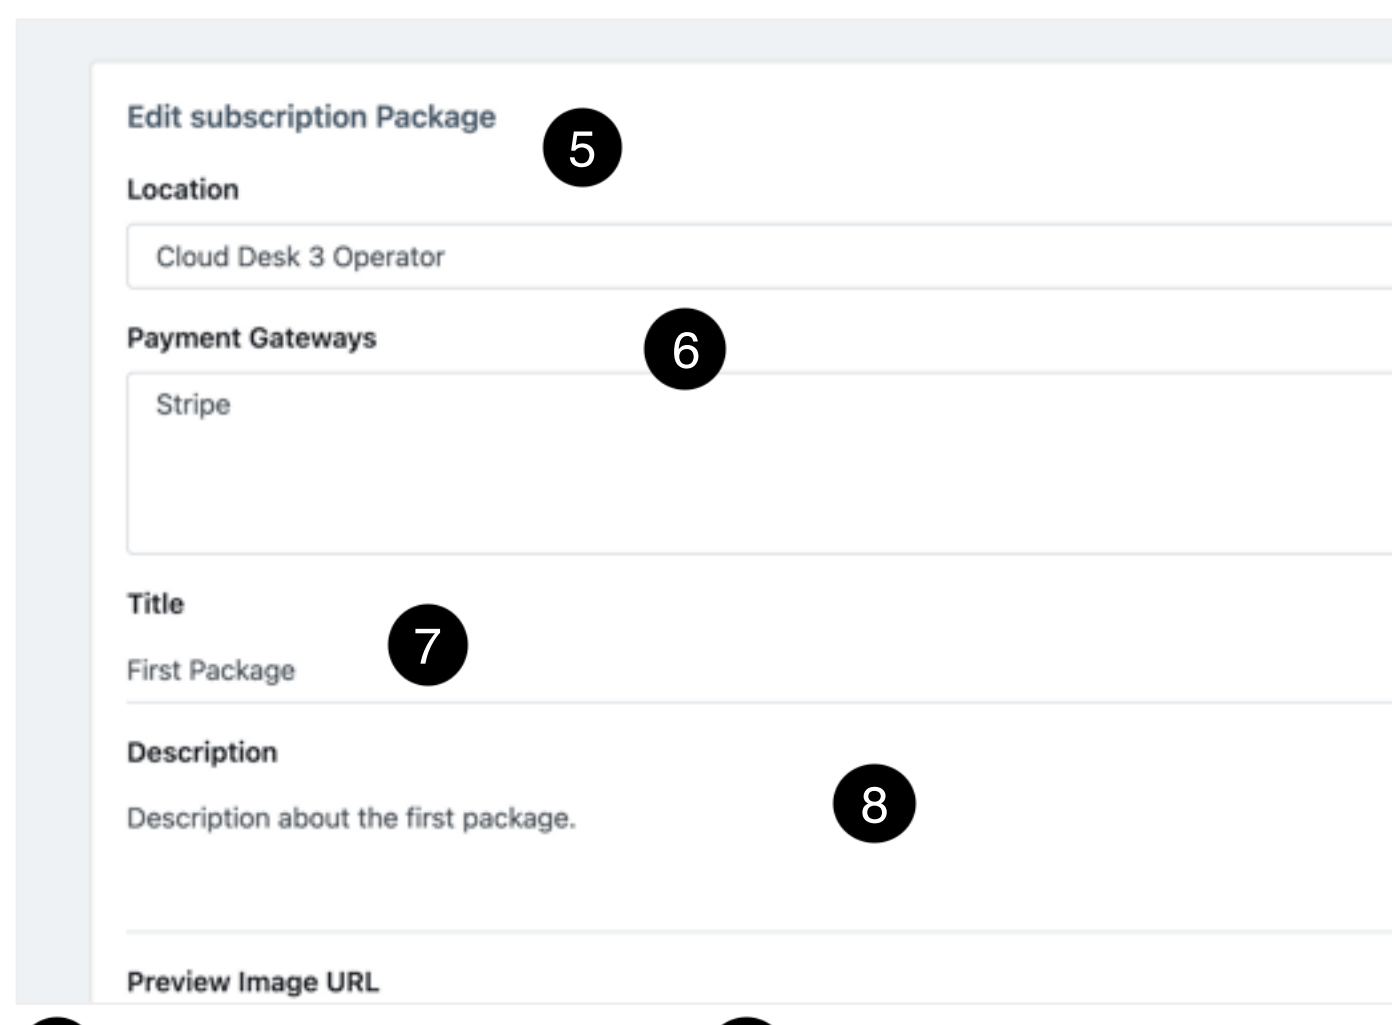 Edit subscription Package
5
Location
Cloud Desk 3 Operator
Payment Gateways
6
Stripe
Title
7
First Package
Description
8
Description about the first package.
Preview Image URL